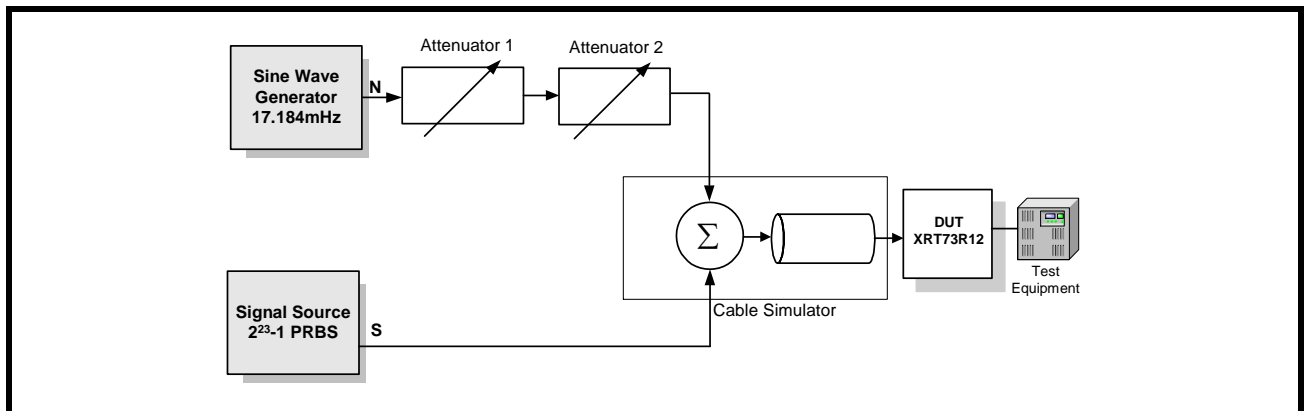 Attenuator 1
Attenuator 2
Sine Wave
Generator
17.184mHz
N
Σ
DUT
XRT73R12
Test
Equipment
Cable Simulator
Signal Source
2²³-1 PRBS
S